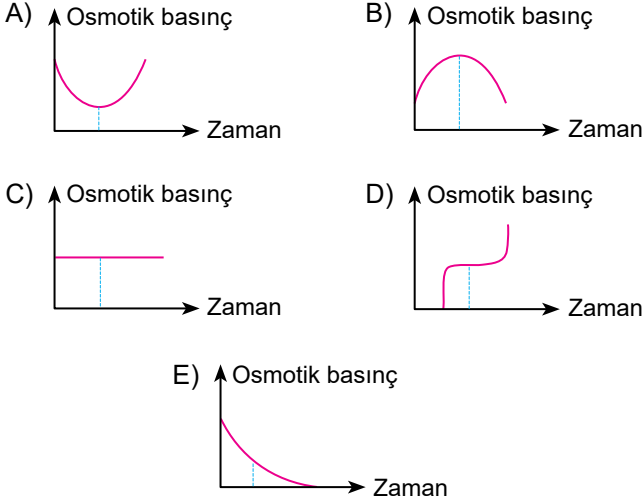 A) Osmotik basınç
Zaman
B) Osmotik basınç
Zaman
C) Osmotik basınç
Zaman
D) Osmotik basınç
Zaman
E) Osmotik basınç
Zaman